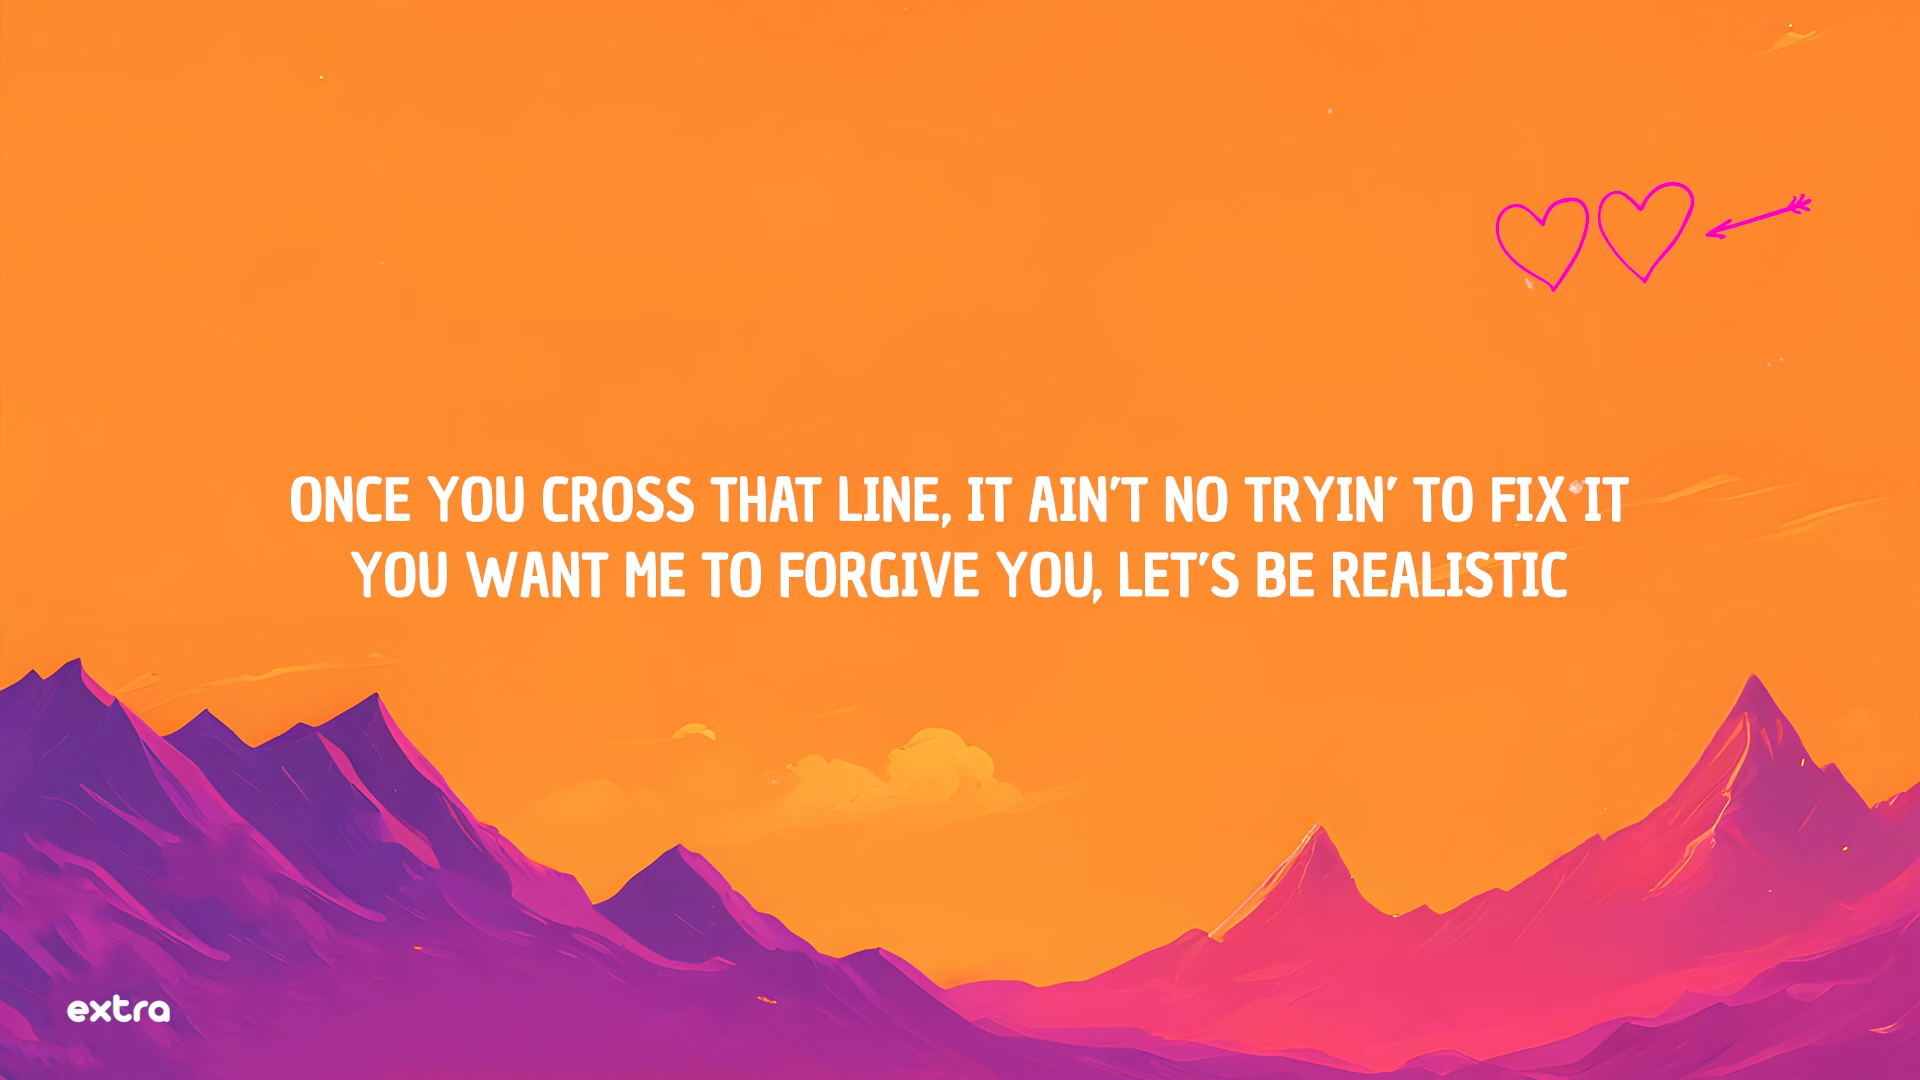 ONCE YOU CROSS THAT LINE, IT AIN'T NO TRYIN' TO FIX IT
YOU WANT ME TO FORGIVE YOU, LET'S BE REALISTIC
extra